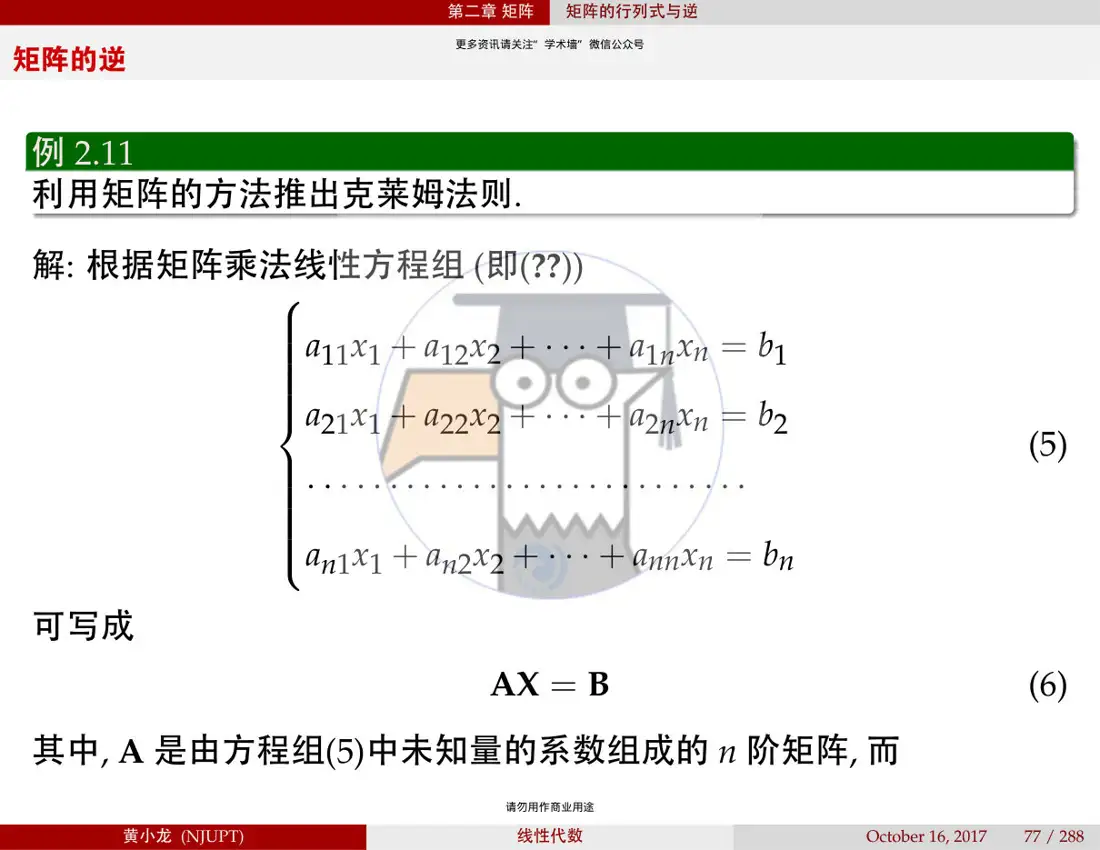 第二章 矩阵 矩阵的行列式与逆
更多资讯请关注“学术墙”微信公众号
矩阵的逆
例 2.11
利用矩阵的方法推出克莱姆法则.
解: 根据矩阵乘法线性方程组 (即(??))
a₁₁x₁ + a₁₂x₂ + ··· + a₁ₙxₙ = b₁
a₂₁x₁ + a₂₂x₂ + ··· + a₂ₙxₙ = b₂
(5)
···························
aₙ₁x₁ + aₙ₂x₂ + ··· + aₙₙxₙ = bₙ
可写成
AX = B (6)
其中, A 是由方程组(5)中未知量的系数组成的 n 阶矩阵, 而
请勿用作商业用途
黄小龙 (NJUPT) 线性代数 October 16, 2017 77 / 288